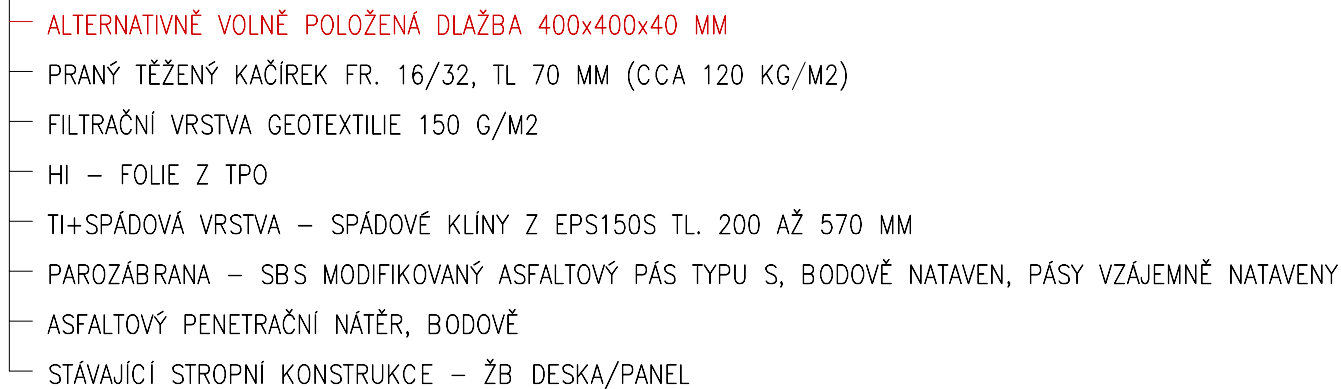 ALTERNATIVNĚ VOLNĚ POLOŽENÁ DLAŽBA 400x400x40 MM
PRANÝ TĚŽENÝ KAČÍREK FR. 16/32, TL 70 MM (CCA 120 KG/M2)
FILTRAČNÍ VRSTVA GEOTEXTILIE 150 G/M2
HI – FOLIE Z TPO
TI+SPÁDOVÁ VRSTVA – SPÁDOVÉ KLÍNY Z EPS150S TL. 200 AŽ 570 MM
PAROZÁBRANA – SBS MODIFIKOVANÝ ASFALTOVÝ PÁS TYPU S, BODOVĚ NATAVEN, PÁSY VZÁJEMNĚ NATAVENY
ASFALTOVÝ PENETRAČNÍ NÁTĚR, BODOVĚ
STÁVAJÍCÍ STROPNÍ KONSTRUKCE – ŽB DESKA/PANEL